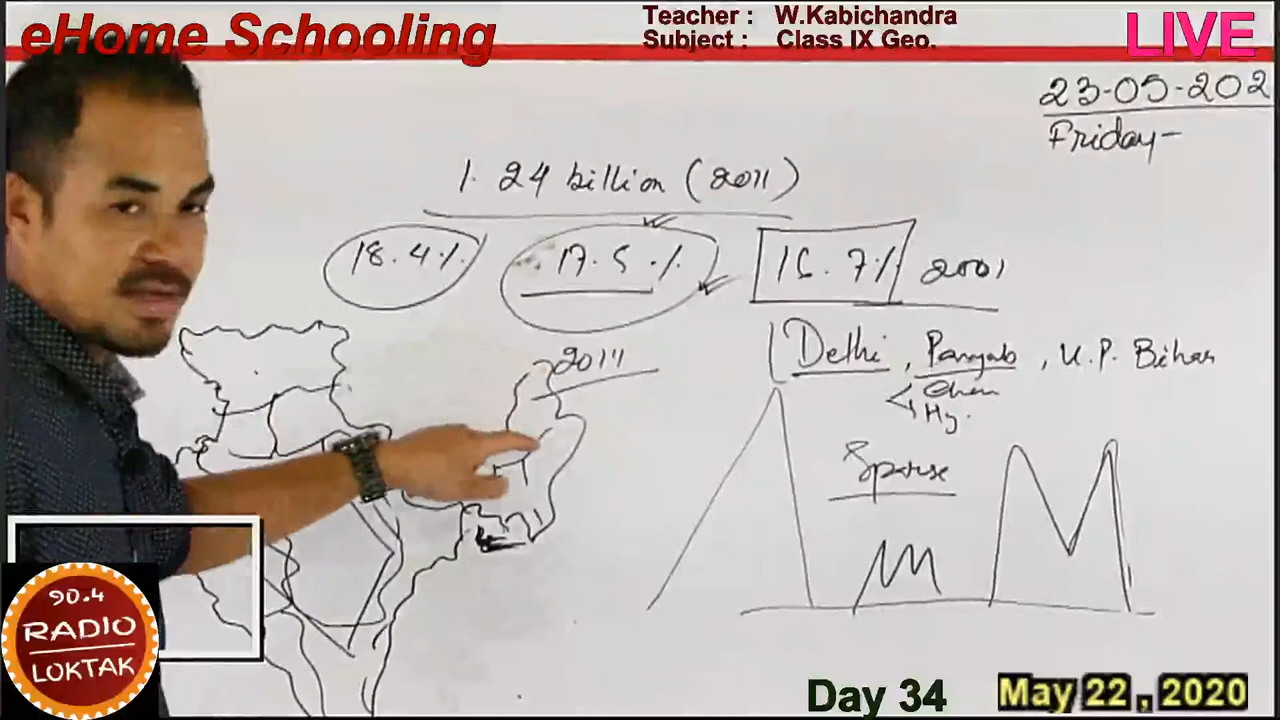 eHome Schooling
Teacher : W.Kabichandra
Subject : Class IX Geo.
LIVE
23-05-202
Friday-
1.24 billion (2011)
18.4% 17.5% 16.7% 2001
2011
Delhi, Panjab, U.P. Bihar
Chen
Hy.
Sparse
90.4
RADIO
LOKTAK
Day 34
May 22 , 2020